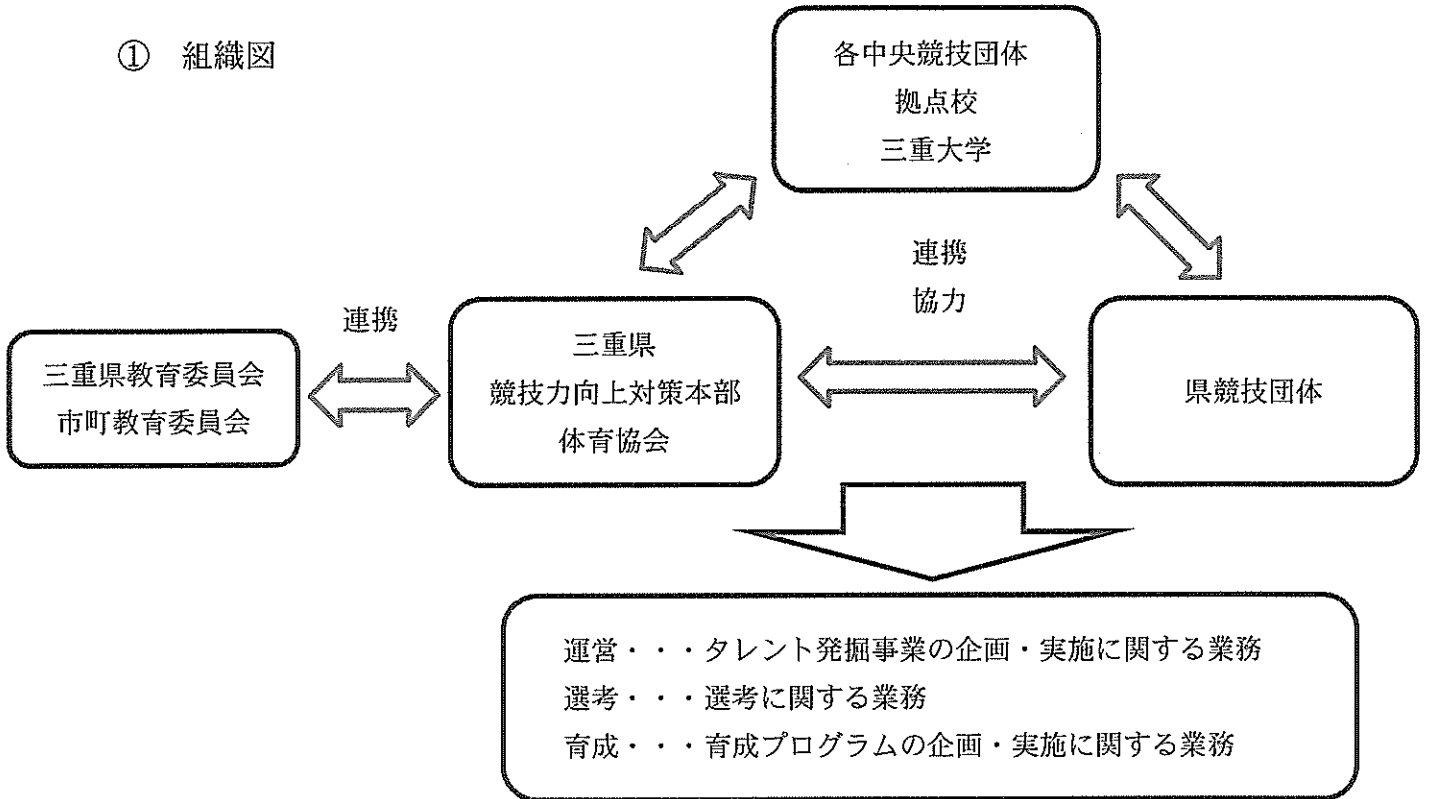 ① 組織図
各中央競技団体
拠点校
三重大学
連携
協力
連携
三重県教育委員会
市町教育委員会
三重県
競技力向上対策本部
体育協会
県競技団体
運営・・・タレント発掘事業の企画・実施に関する業務
選考・・・選考に関する業務
育成・・・育成プログラムの企画・実施に関する業務